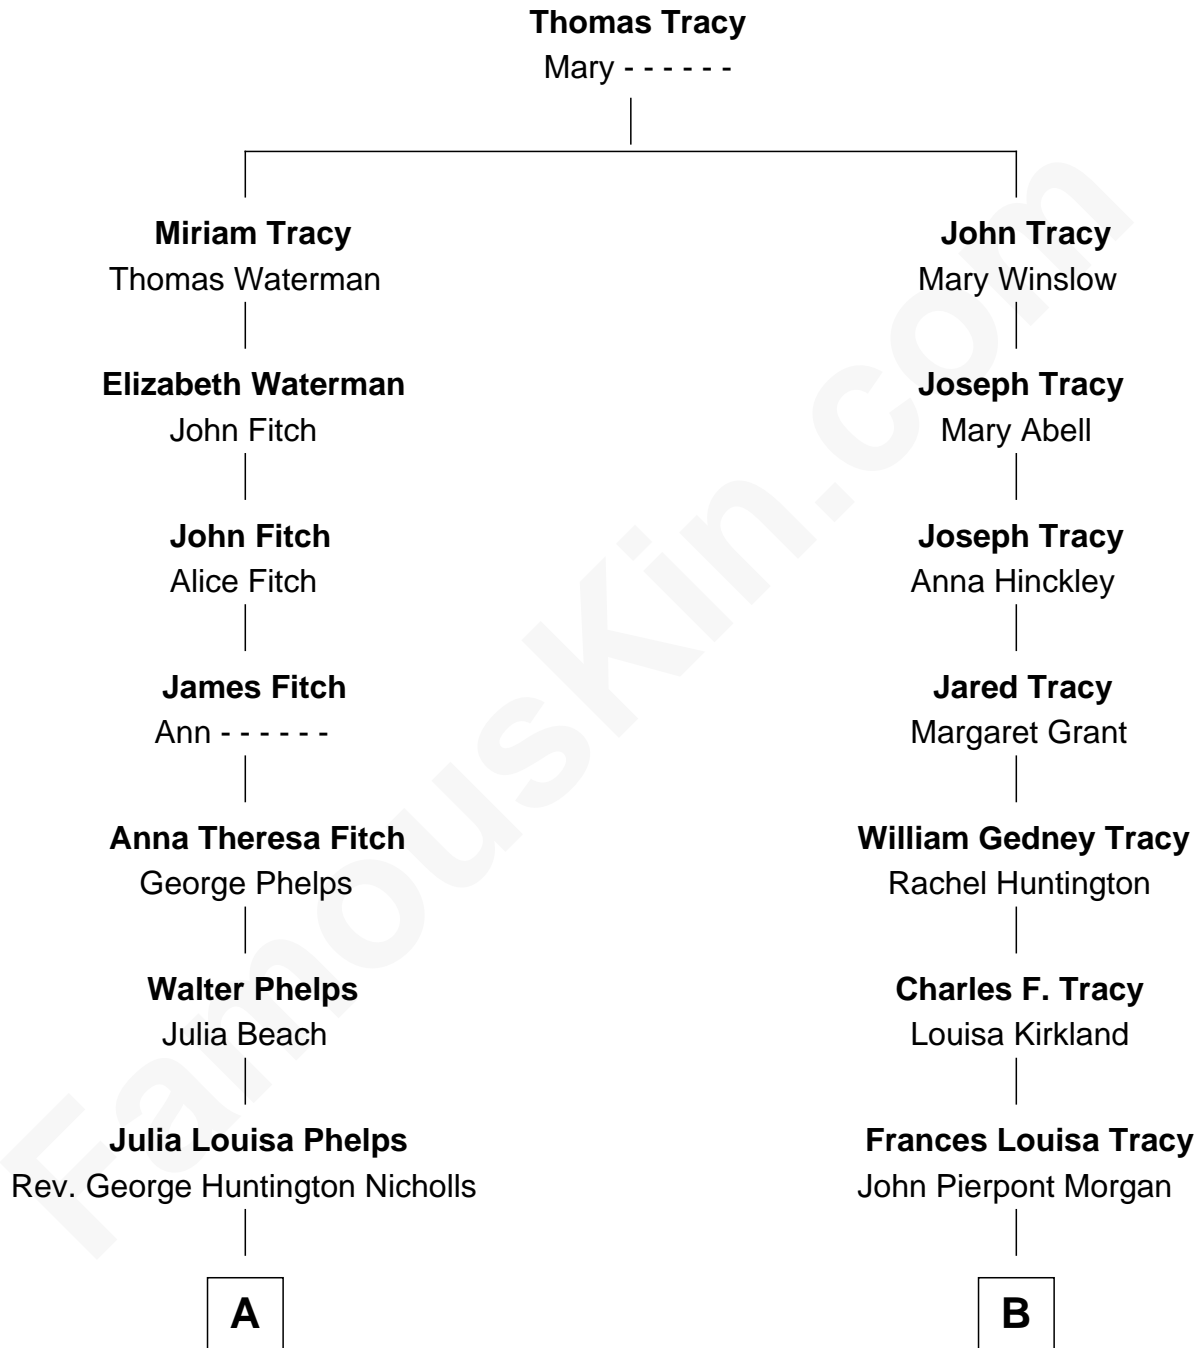 Thomas Tracy
Mary - - - - - -
Miriam Tracy
Thomas Waterman
John Tracy
Mary Winslow
Elizabeth Waterman
John Fitch
Joseph Tracy
Mary Abell
John Fitch
Alice Fitch
Joseph Tracy
Anna Hinckley
James Fitch
Ann - - - - - -
Jared Tracy
Margaret Grant
Anna Theresa Fitch
George Phelps
William Gedney Tracy
Rachel Huntington
Walter Phelps
Julia Beach
Charles F. Tracy
Louisa Kirkland
Julia Louisa Phelps
Rev. George Huntington Nicholls
Frances Louisa Tracy
John Pierpont Morgan
A
B
FamousKin.com